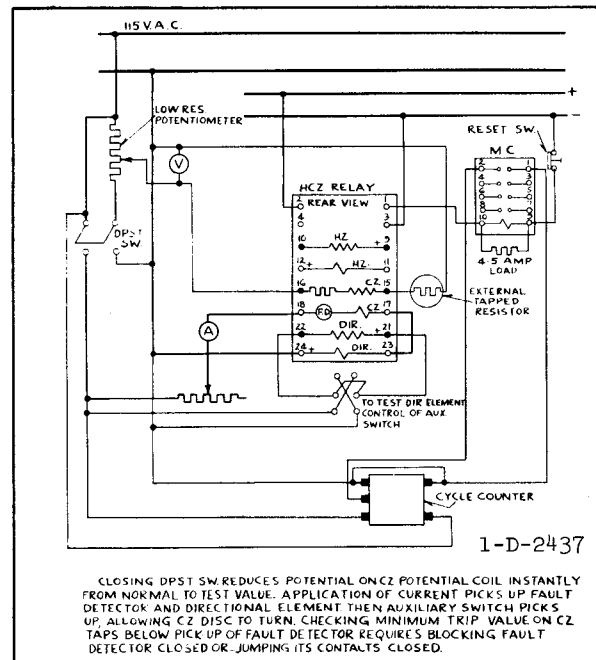 115 V. A. C.
+
-
LOW RES.
POTENTIOMETER
RESET SW.
MC
V
HCZ RELAY
REAR VIEW
2 1
4 3
10 HZ + 9
12 + HZ 11
16 CZ 15
18 FD CZ 17
22 DIR. + 21
24 + DIR. 23
2 1
4 3
6 5
8 7
10 9
4.5 AMP
LOAD
DPST
SW.
EXTERNAL
TAPPED
RESISTOR
A
TO TEST DIR ELEMENT
CONTROL OF AUX.
SWITCH
CYCLE COUNTER
1-D-2437
CLOSING DPST SW. REDUCES POTENTIAL ON CZ POTENTIAL COIL INSTANTLY
FROM NORMAL TO TEST VALUE. APPLICATION OF CURRENT PICKS UP FAULT
DETECTOR AND DIRECTIONAL ELEMENT THEN AUXILIARY SWITCH PICKS
UP, ALLOWING CZ DISC TO TURN. CHECKING MINIMUM TRIP VALUE ON CZ
TAPS BELOW PICK UP OF FAULT DETECTOR REQUIRES BLOCKING FAULT
DETECTOR CLOSED OR JUMPING ITS CONTACTS CLOSED.